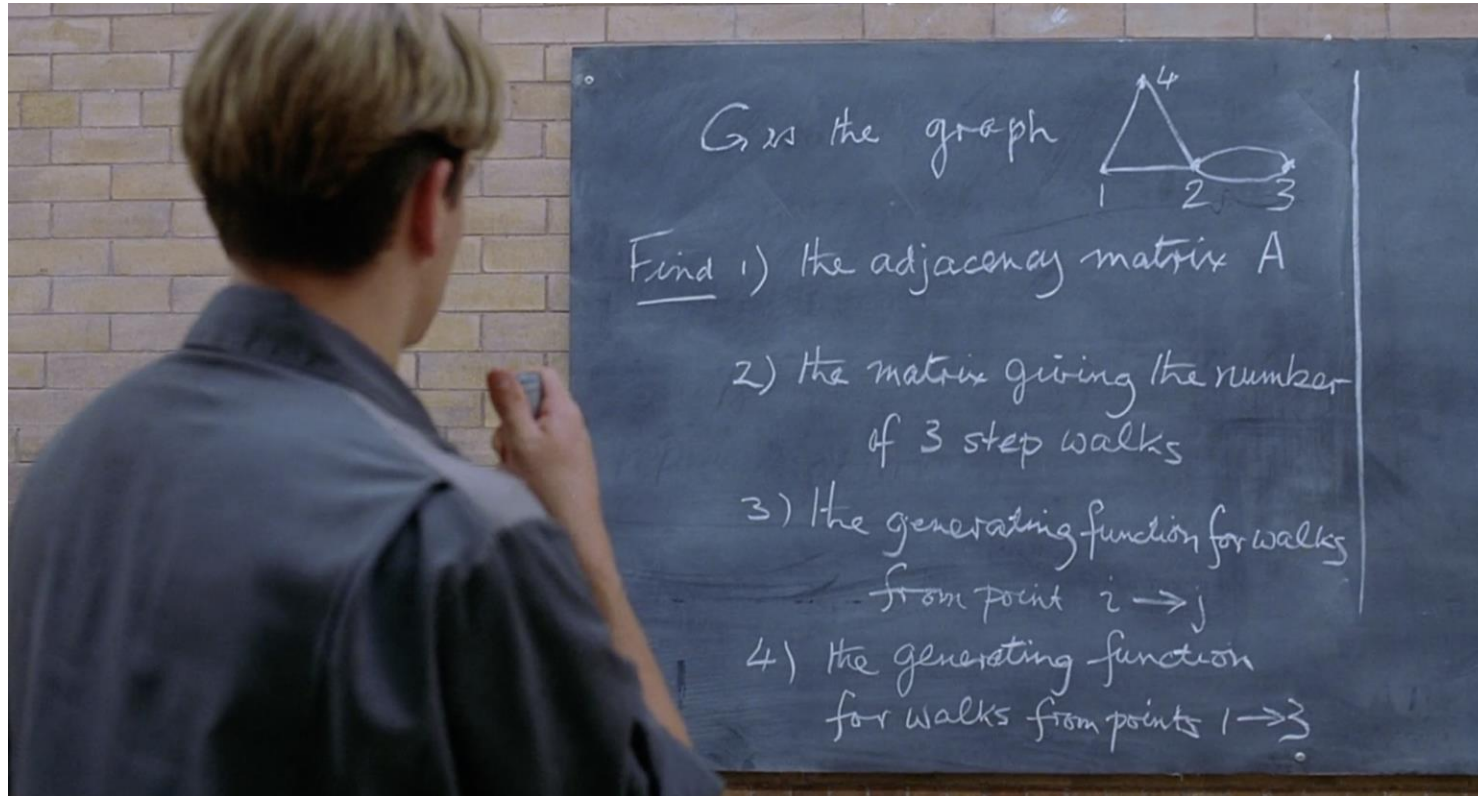 G is the graph
4
1 2 3
Find 1) the adjacency matrix A
2) the matrix giving the number
of 3 step walks
3) the generating function for walks
from point i → j
4) the generating function
for walks from points 1 → 3